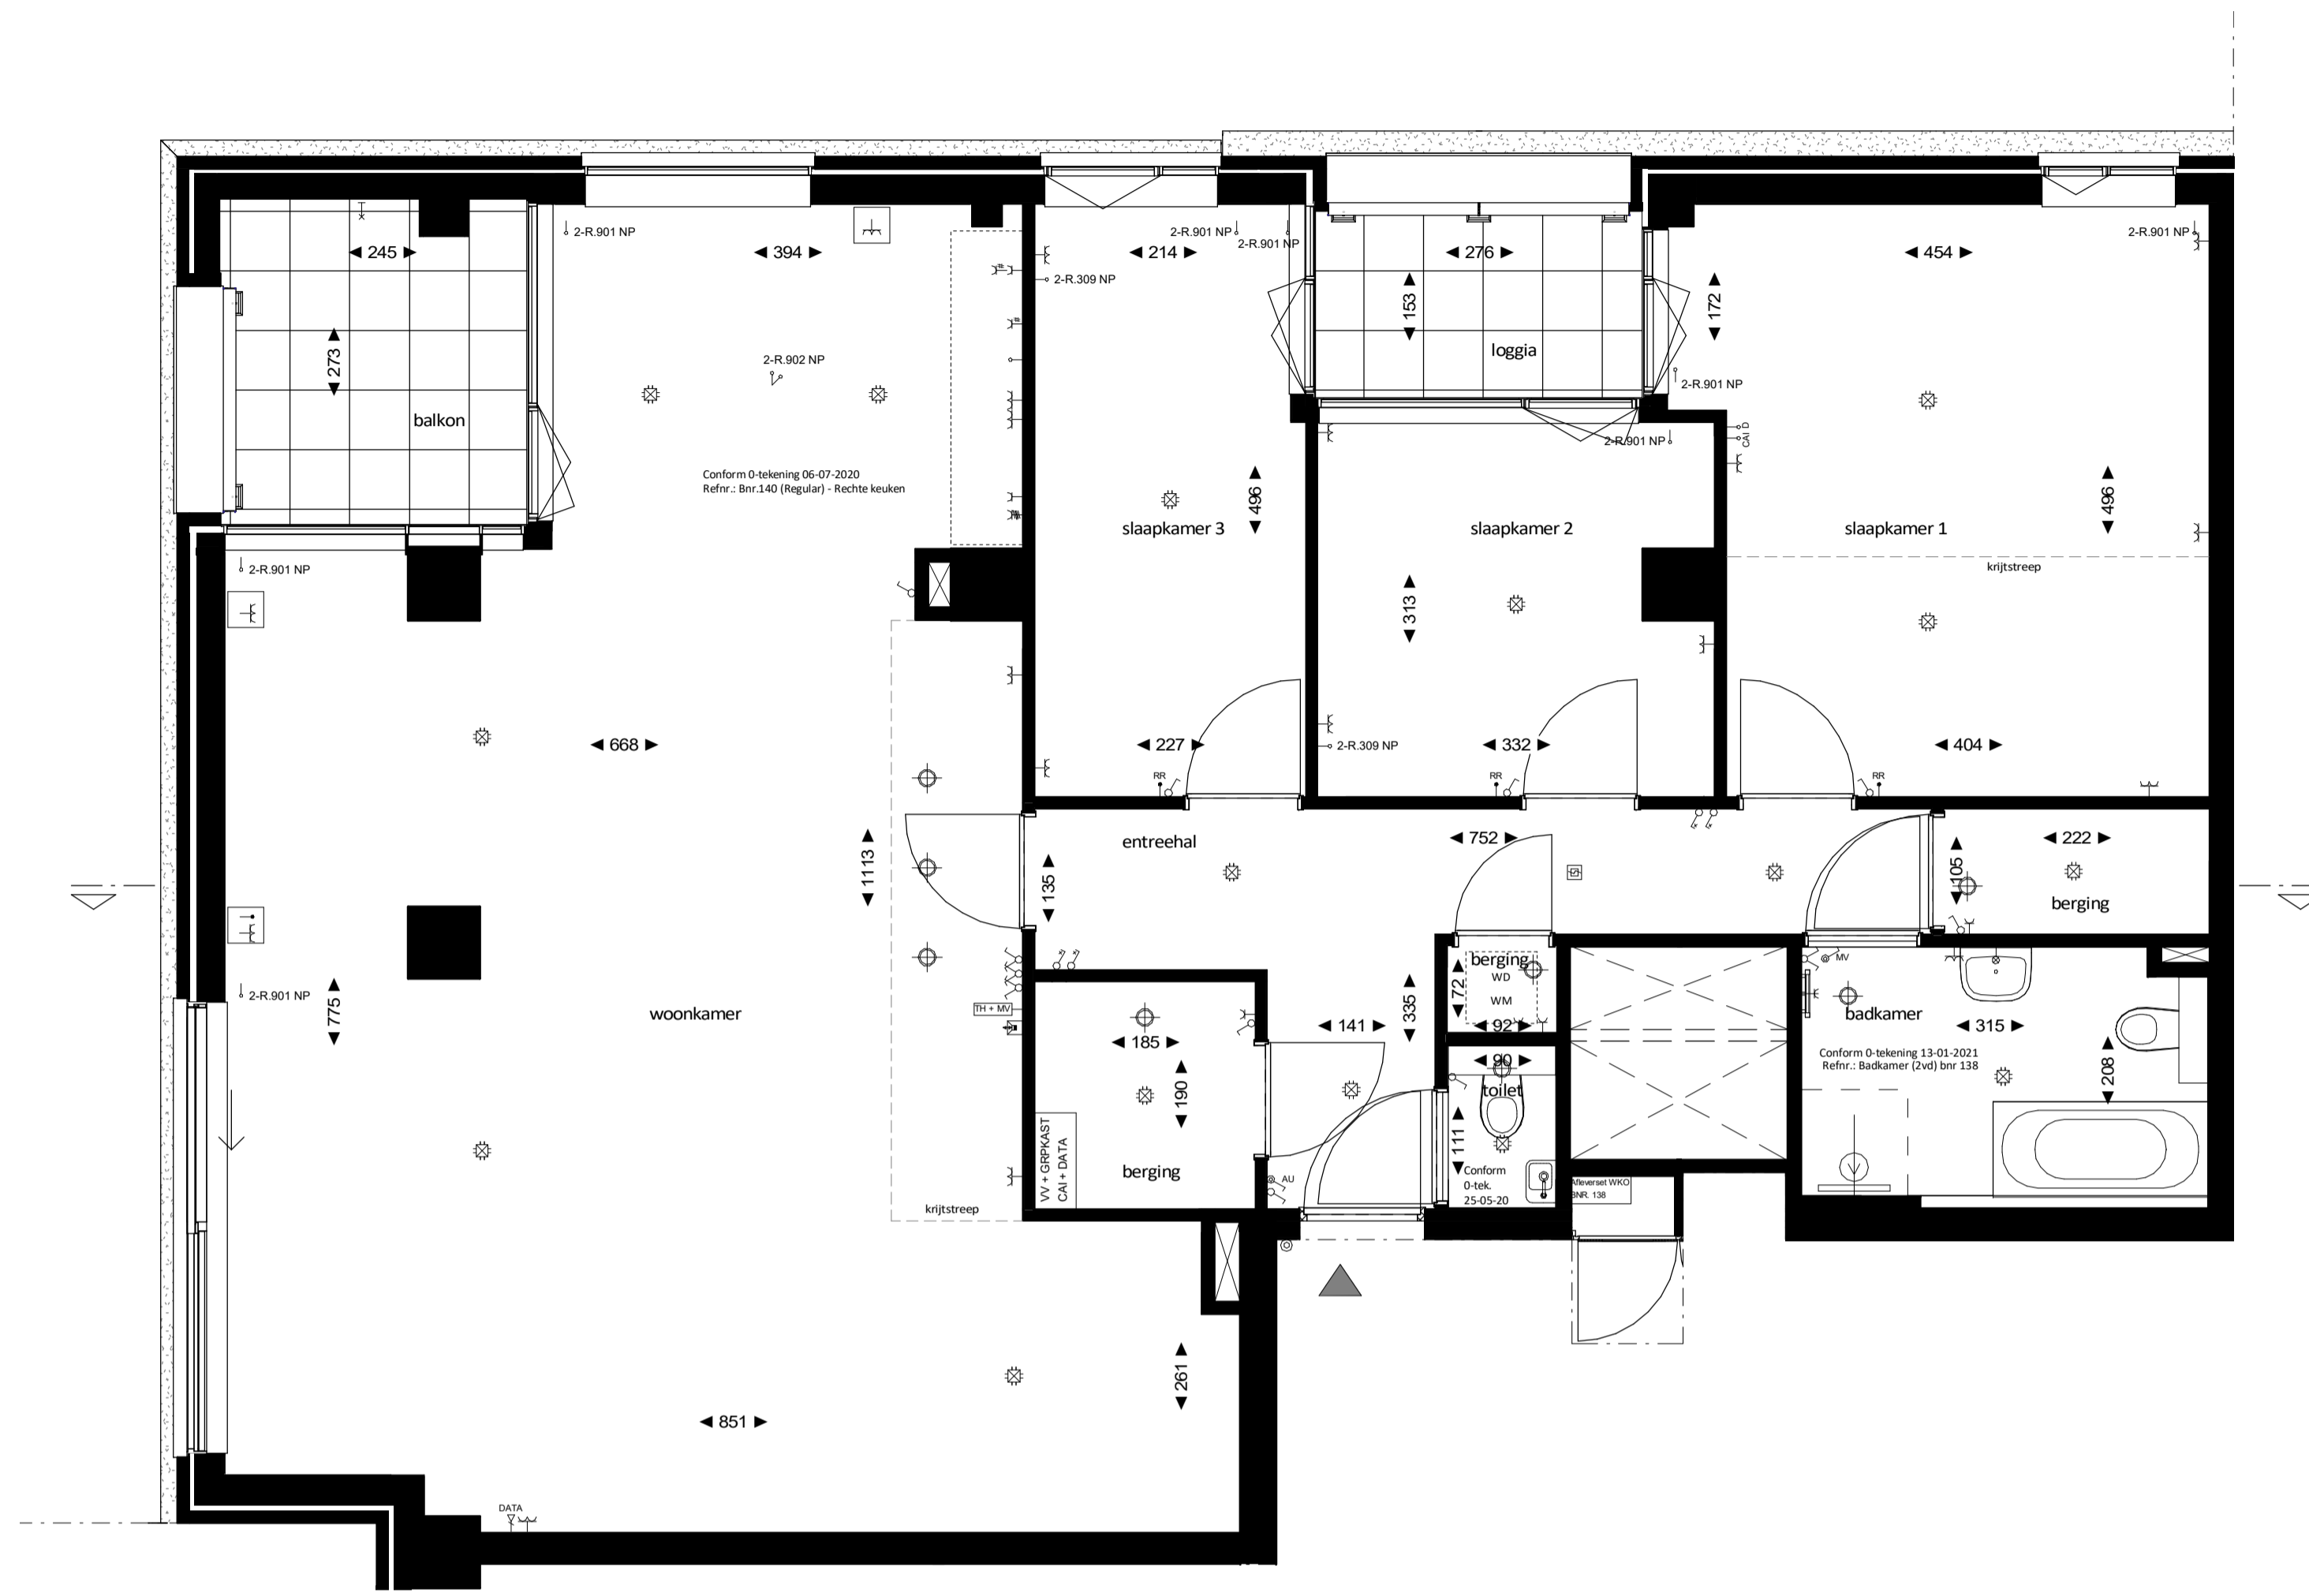 2-R.901 NP
245
394
2-R.901 NP
2-R.901 NP
214
276
454
2-R.901 NP
2-R.309 NP
153
172
273
2-R.902 NP
loggia
balkon
2-R.901 NP
CAI D
2-R.901 NP
Conform 0-tekening 06-07-2020
Refnr.: Bnr.140 (Regular) - Rechte keuken
496
496
slaapkamer 3
slaapkamer 2
slaapkamer 1
krijtstreep
2-R.901 NP
313
668
227
2-R.309 NP
332
404
RR
RR
RR
entreehal
752
222
1113
135
105
berging
berging
WD
WM
72
92
MV
2-R.901 NP
775
woonkamer
TH + MV
335
141
badkamer
315
185
190
90
toilet
Conform 0-tekening 13-01-2021
Refnr.: Badkamer (2vd) bnr 138
208
VV + GRPKAST
CAI + DATA
berging
111
AU
Conform
0-tek.
25-05-20
Afleverset WKO
BNR. 138
krijtstreep
261
851
DATA